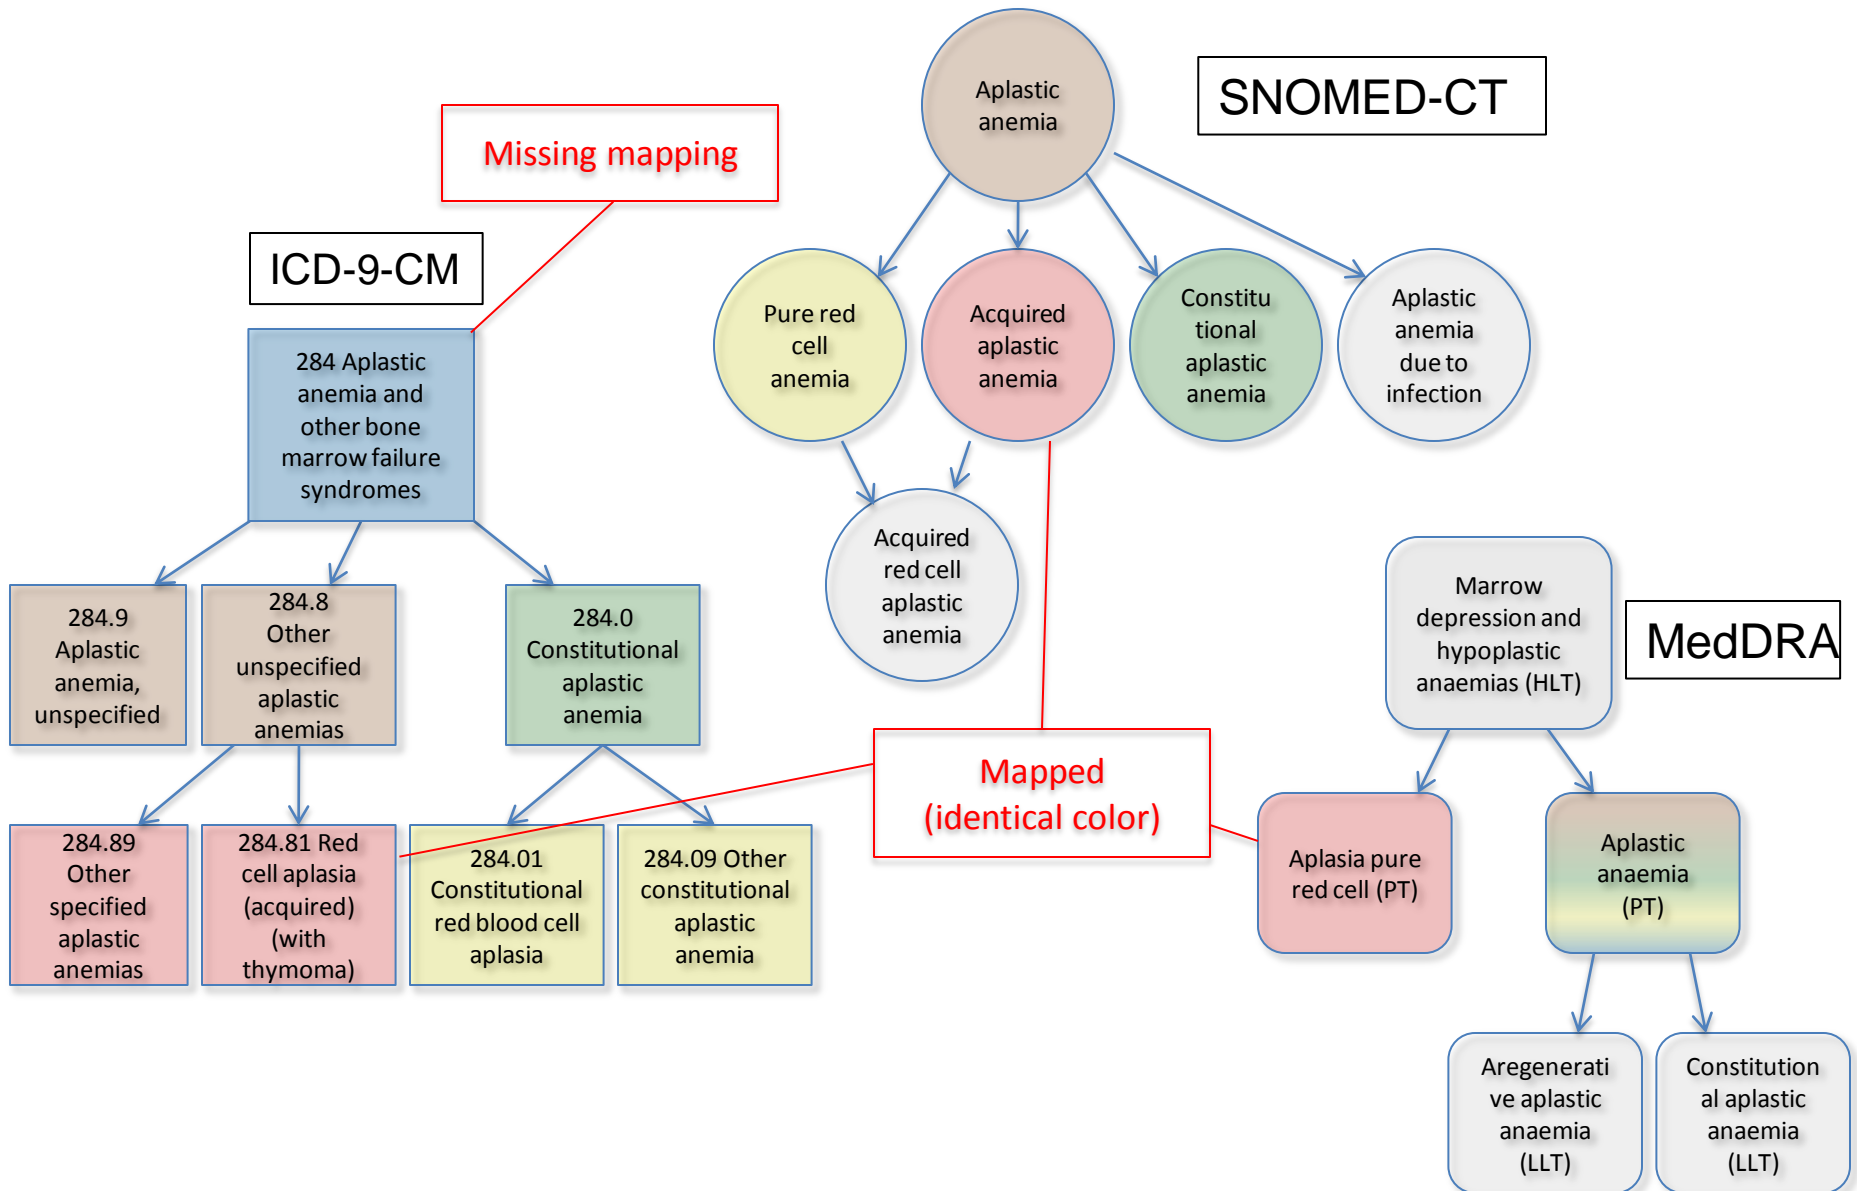 Aplastic
anemia
SNOMED-CT
Missing mapping
ICD-9-CM
Pure red
cell
anemia
Acquired
aplastic
anemia
Constitu
tional
aplastic
anemia
Aplastic
anemia
due to
infection
284 Aplastic
anemia and
other bone
marrow failure
syndromes
Acquired
red cell
aplastic
anemia
Marrow
depression and
hypoplastic
anaemias (HLT)
MedDRA
284.9
Aplastic
anemia,
unspecified
284.8
Other
unspecified
aplastic
anemias
284.0
Constitutional
aplastic
anemia
Mapped
(identical color)
284.89
Other
specified
aplastic
anemias
284.81 Red
cell aplasia
(acquired)
(with
thymoma)
284.01
Constitutional
red blood cell
aplasia
284.09 Other
constitutional
aplastic
anemia
Aplasia pure
red cell (PT)
Aplastic
anaemia
(PT)
Aregenerati
ve aplastic
anaemia
(LLT)
Constitution
al aplastic
anaemia
(LLT)